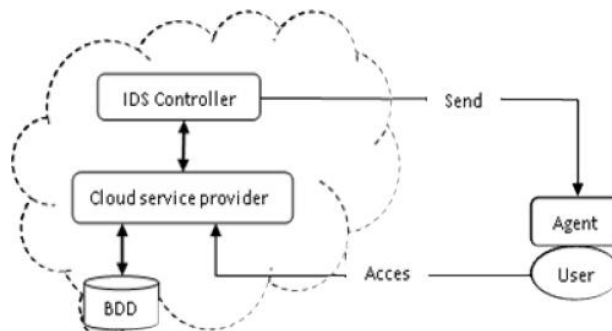 IDS Controller
Send
Cloud service provider
Agent
User
Acces
BDD